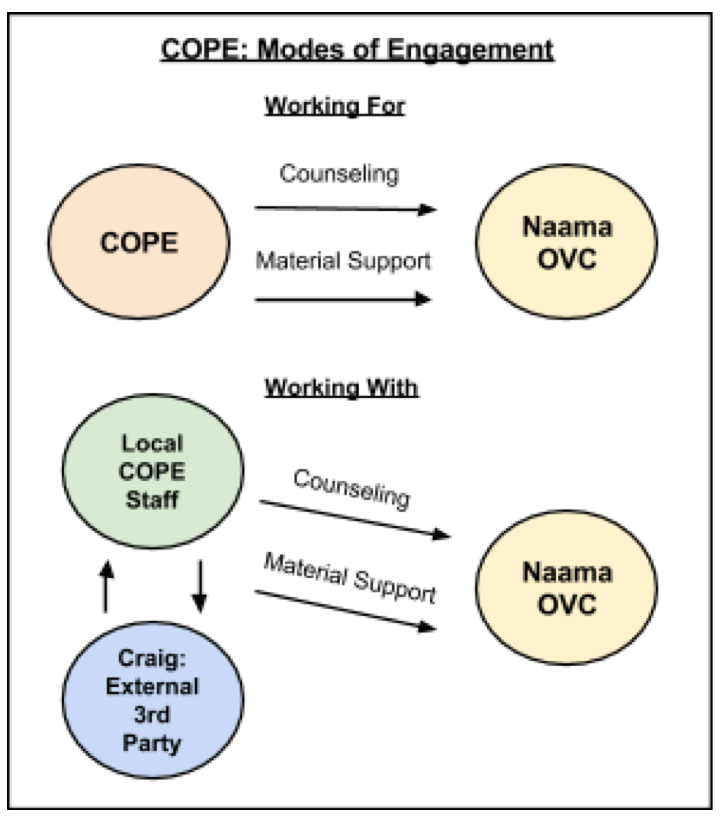 COPE: Modes of Engagement
Working For
Counseling
COPE
Material Support
Naama
OVC
Working With
Local
COPE
Staff
Counseling
Material Support
Naama
OVC
Craig:
External
3rd
Party